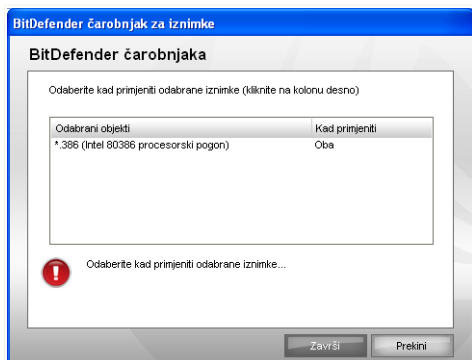 BitDefender čarobnjak za iznimke
BitDefender čarobnjaka
Odaberite kad primjeniti odabrane iznimke (kliknite na kolonu desno)
Odabrani objekti Kad primjeniti
*.386 (Intel 80386 procesorski pogon) Oba
Odaberite kad primjeniti odabrane iznimke...
Završi Prekini